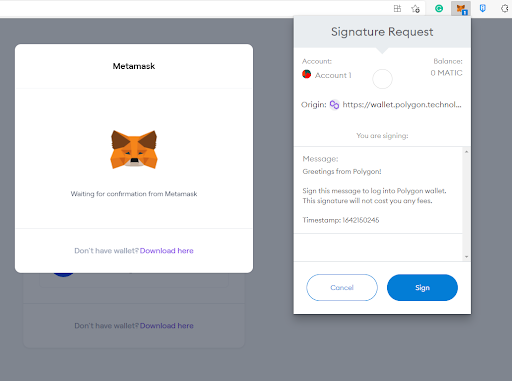 Metamask
Waiting for confirmation from Metamask
Don't have wallet? Download here
Don't have wallet? Download here
Signature Request
Account:
Balance:
Account 1
0 MATIC
Origin: https://wallet.polygon.technol...
You are signing:
Message:
Greetings from Polygon!
Sign this message to log into Polygon wallet.
This signature will not cost you any fees.
Timestamp: 1642150245
Cancel
Sign